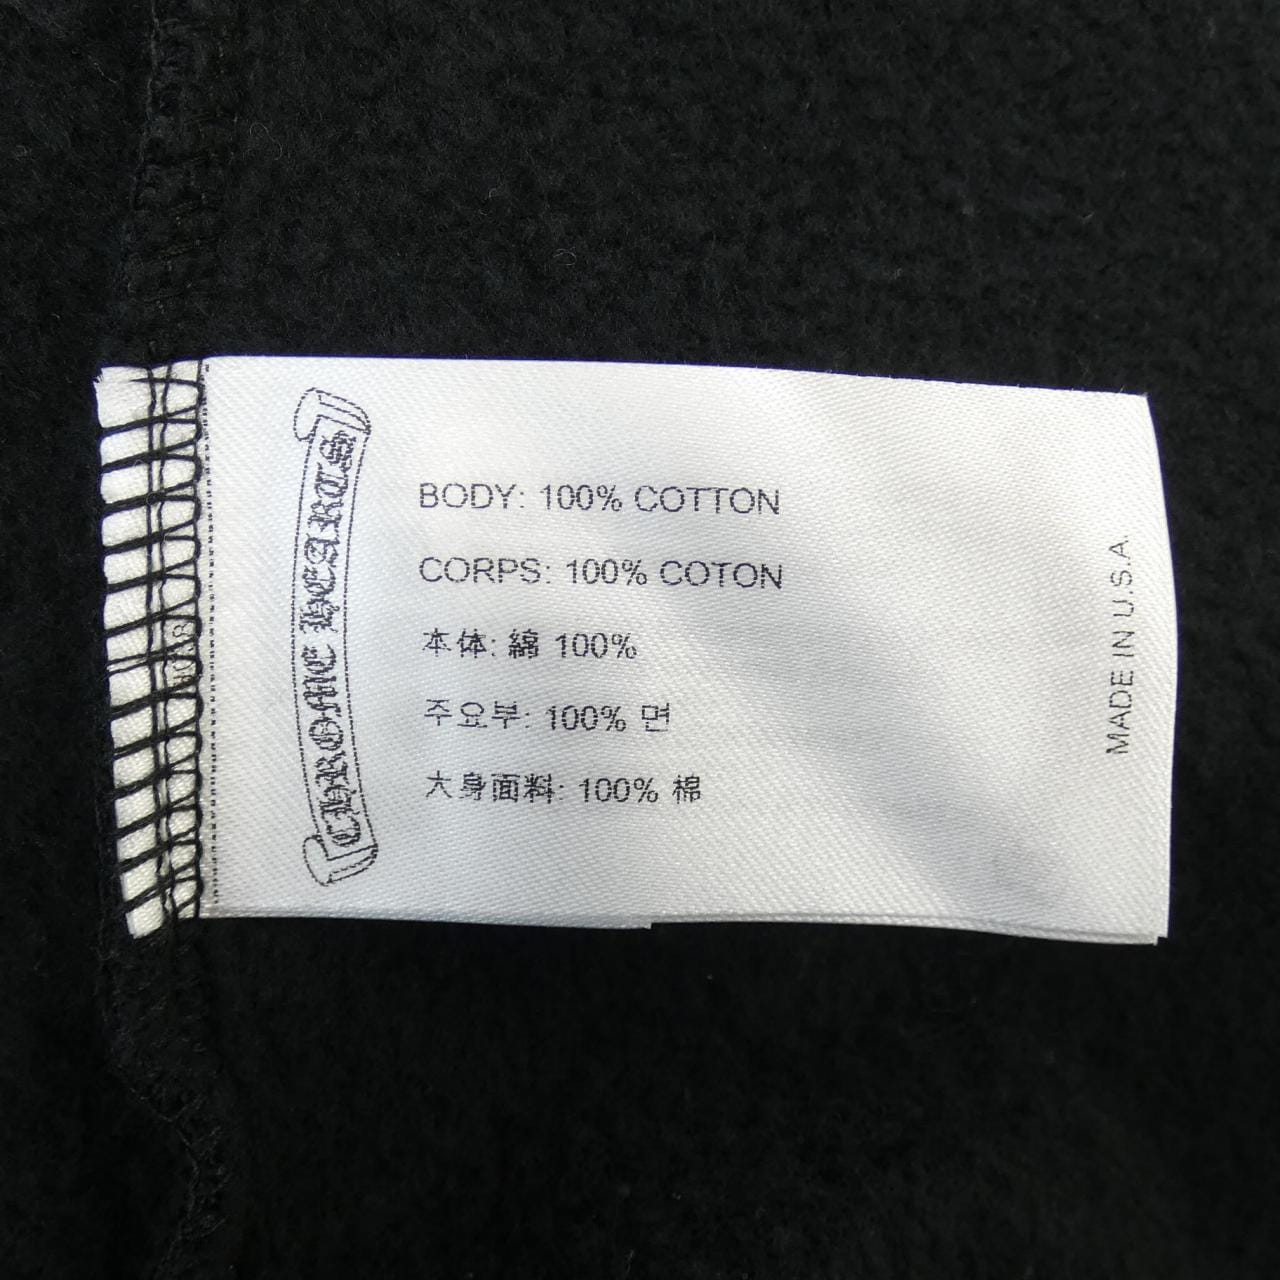 CHROME HEARTS
BODY: 100% COTTON
CORPS: 100% COTON
本体: 綿 100%
주요부: 100% 면
大身面料: 100% 棉
MADE IN U.S.A.